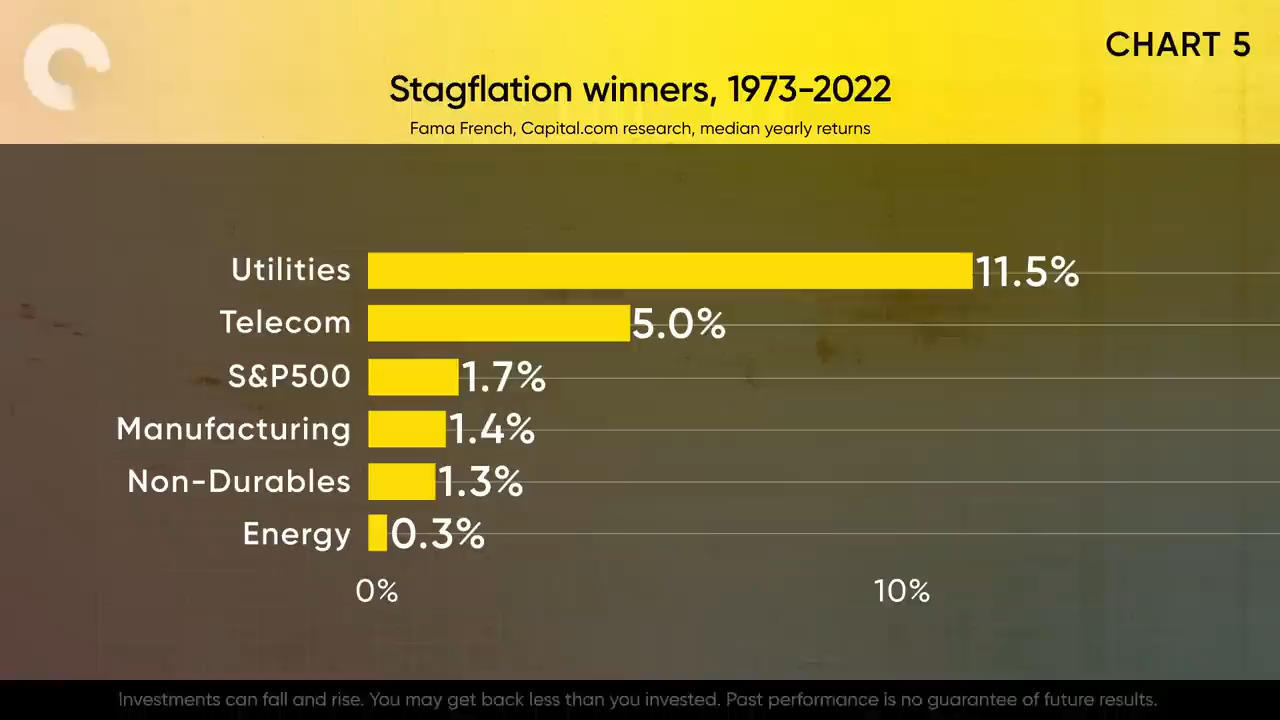 CHART 5
Stagflation winners, 1973-2022
Fama French, Capital.com research, median yearly returns
Utilities 11.5%
Telecom 5.0%
S&P500 1.7%
Manufacturing 1.4%
Non-Durables 1.3%
Energy 0.3%
0% 10%
Investments can fall and rise. You may get back less than you invested. Past performance is no guarantee of future results.